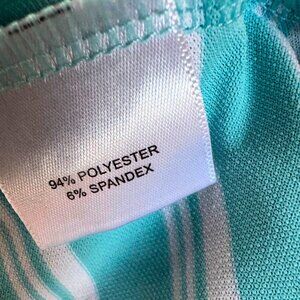 94% POLYESTER
6% SPANDEX